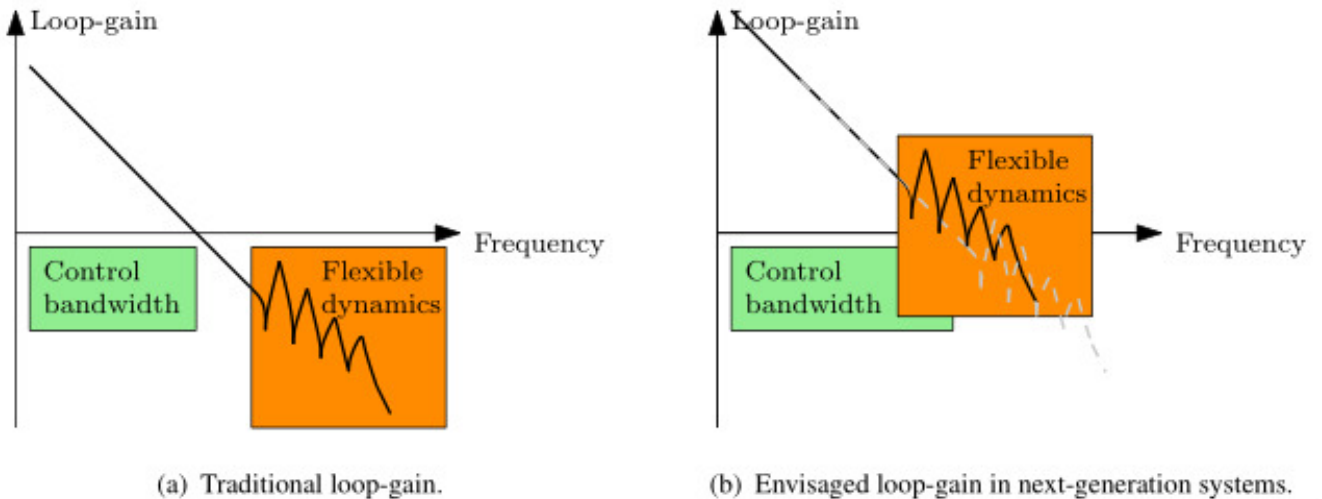 Loop-gain
Frequency
Control
bandwidth
Flexible
dynamics
(a) Traditional loop-gain.
Loop-gain
Flexible
dynamics
Frequency
Control
bandwidth
(b) Envisaged loop-gain in next-generation systems.